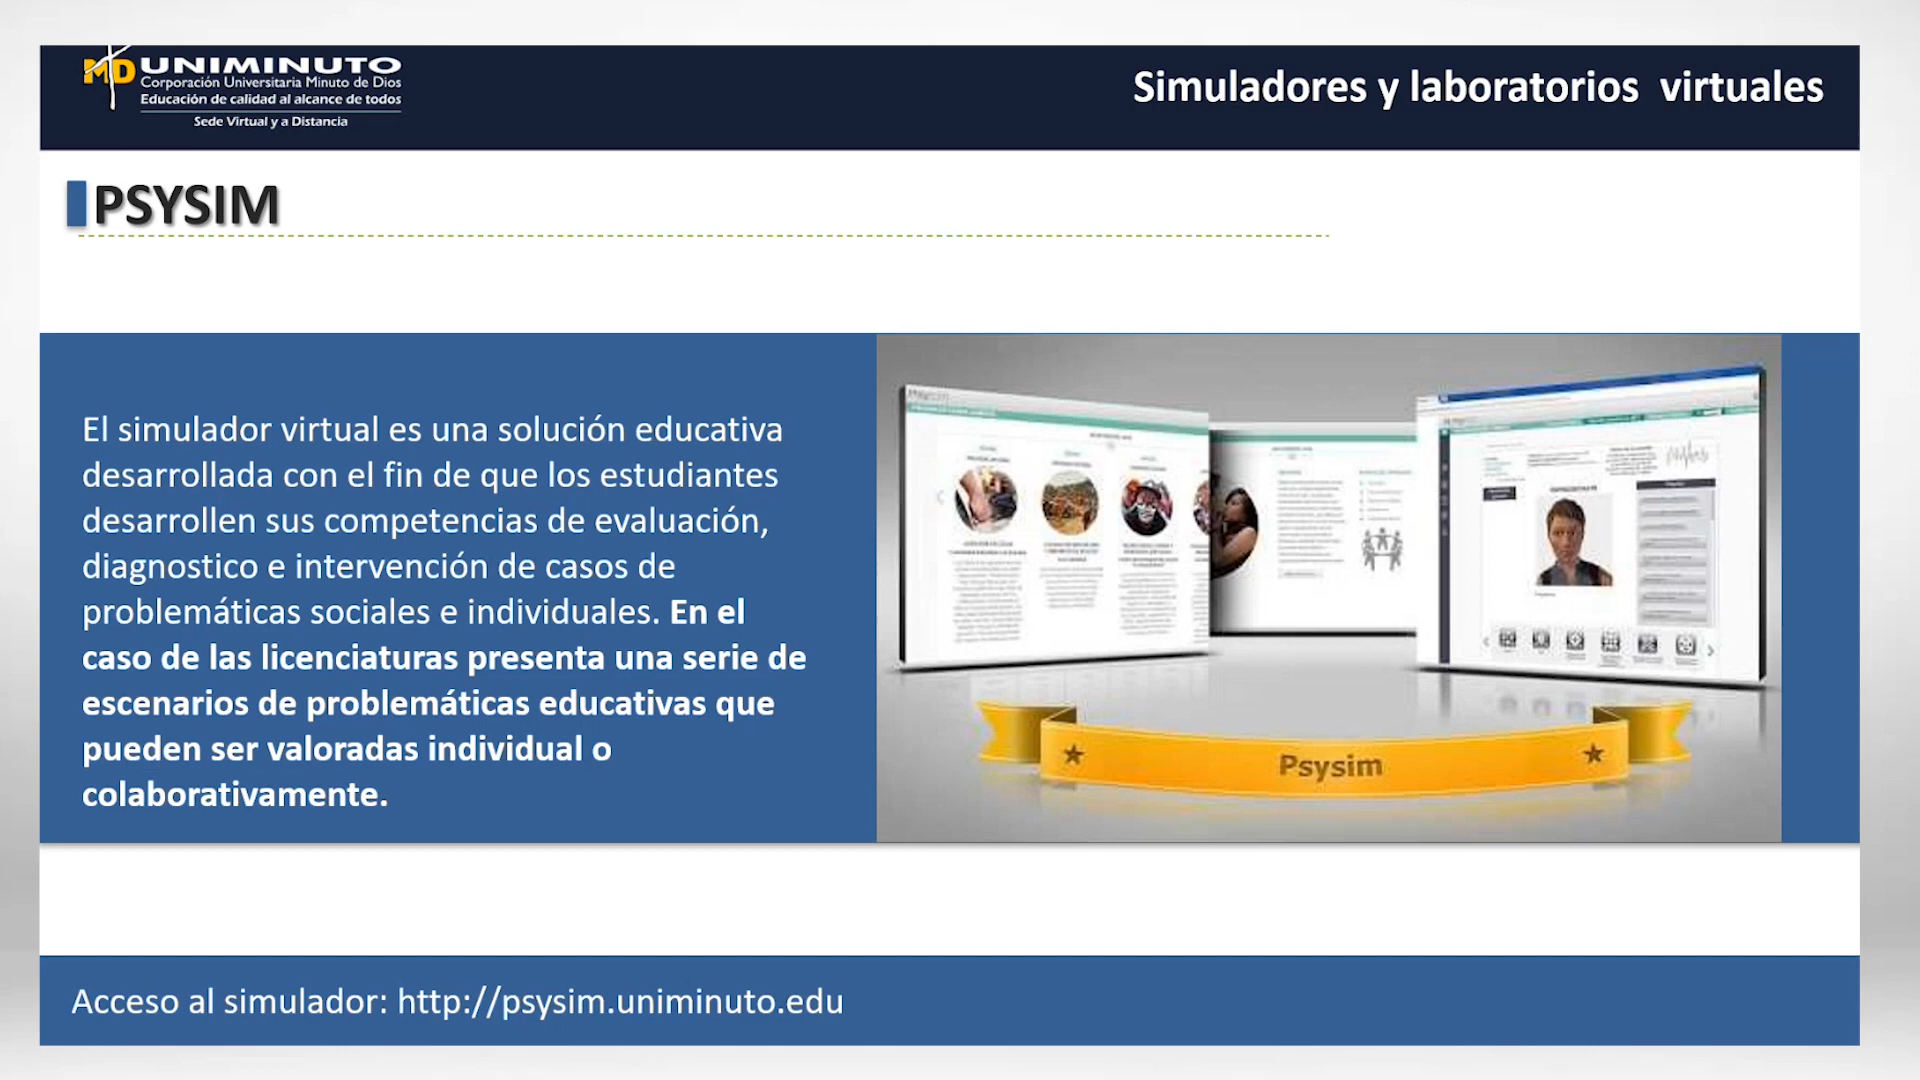 MD UNIMINUTO
Corporación Universitaria Minuto de Dios
Educación de calidad al alcance de todos
Sede Virtual y a Distancia
Simuladores y laboratorios virtuales
PSYSIM
El simulador virtual es una solución educativa
desarrollada con el fin de que los estudiantes
desarrollen sus competencias de evaluación,
diagnostico e intervención de casos de
problemáticas sociales e individuales. En el
caso de las licenciaturas presenta una serie de
escenarios de problemáticas educativas que
pueden ser valoradas individual o
colaborativamente.
Psysim
Acceso al simulador: http://psysim.uniminuto.edu